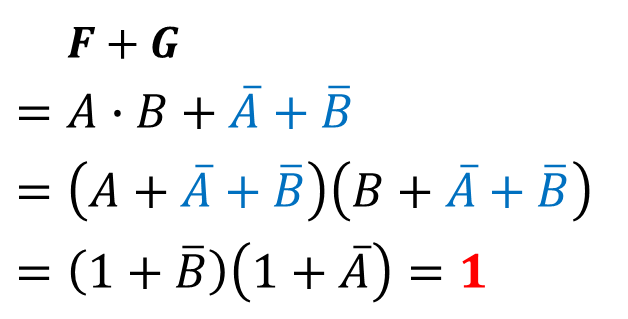 F + G
= A · B + A̅ + B̅
= (A + A̅ + B̅)(B + A̅ + B̅)
= (1 + B̅)(1 + A̅) = 1